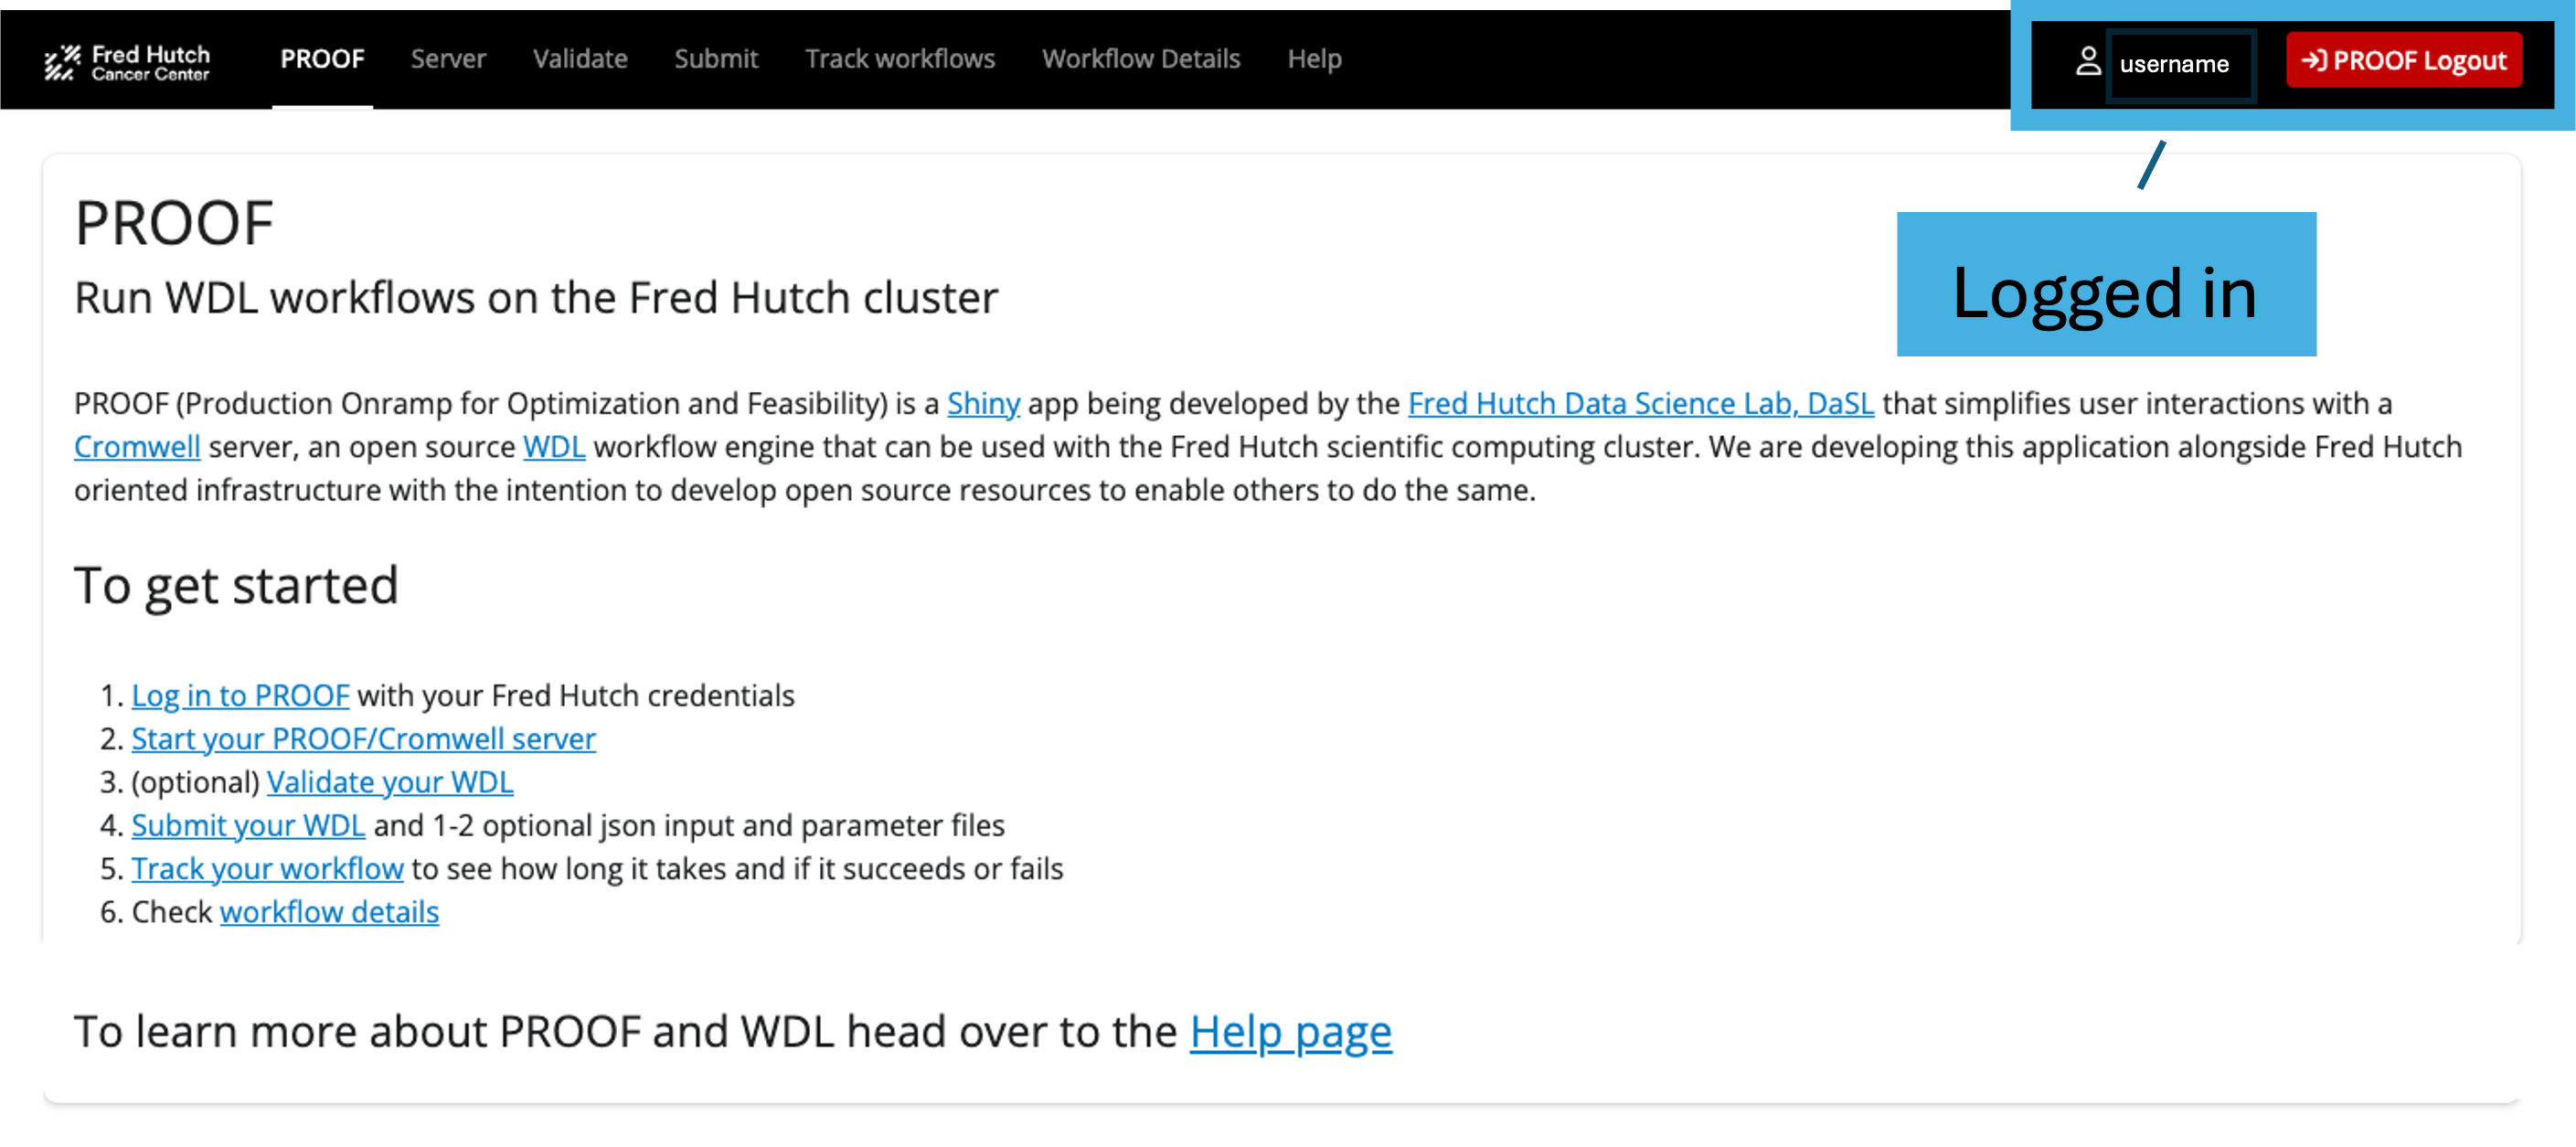 Fred Hutch
Cancer Center
PROOF Server Validate Submit Track workflows Workflow Details Help
username PROOF Logout
Logged in
PROOF
Run WDL workflows on the Fred Hutch cluster
PROOF (Production Onramp for Optimization and Feasibility) is a Shiny app being developed by the Fred Hutch Data Science Lab, DaSL that simplifies user interactions with a
Cromwell server, an open source WDL workflow engine that can be used with the Fred Hutch scientific computing cluster. We are developing this application alongside Fred Hutch
oriented infrastructure with the intention to develop open source resources to enable others to do the same.
To get started
1. Log in to PROOF with your Fred Hutch credentials
2. Start your PROOF/Cromwell server
3. (optional) Validate your WDL
4. Submit your WDL and 1-2 optional json input and parameter files
5. Track your workflow to see how long it takes and if it succeeds or fails
6. Check workflow details
To learn more about PROOF and WDL head over to the Help page